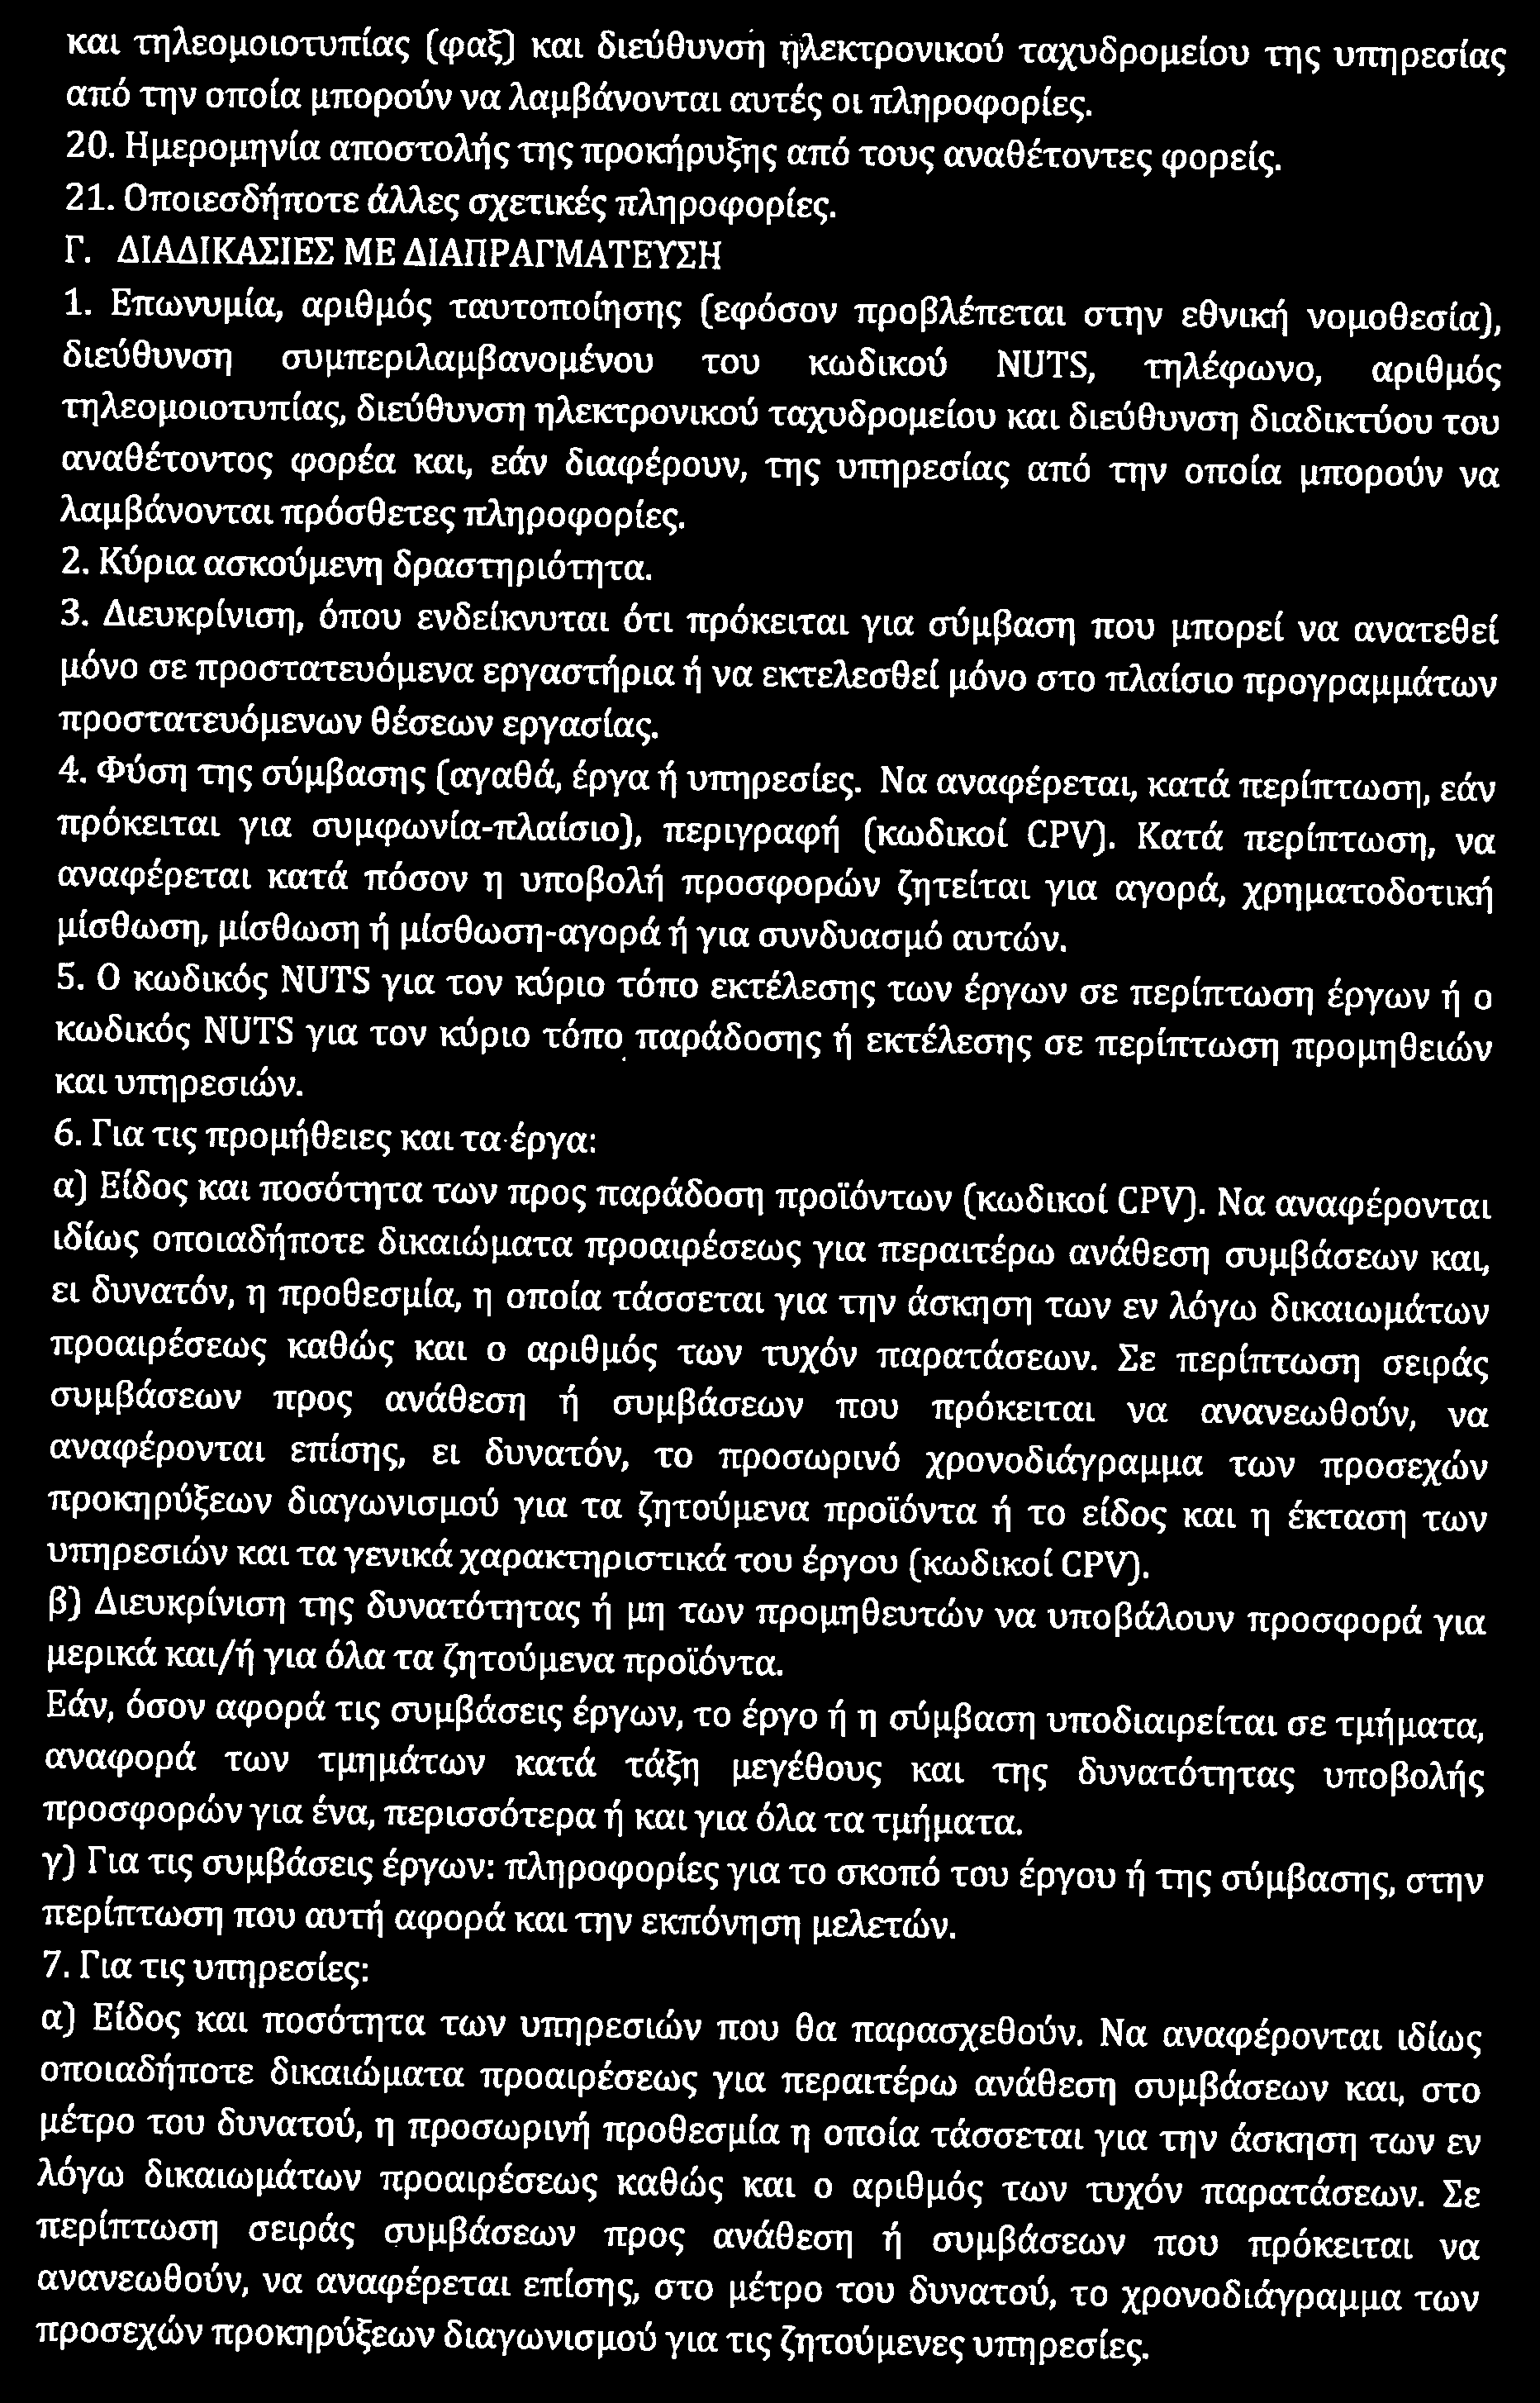 και τηλεομοιοτυπίας (φαξ) και διεύθυνσή ηλεκτρονικού ταχυδρομείου της υπηρεσίας
από την οποία μπορούν να λαμβάνονται αυτές οι πληροφορίες.
20. Ημερομηνία αποστολής της προκήρυξης από τους αναθέτοντες φορείς.
21. Οποιεσδήποτε άλλες σχετικές πληροφορίες.
Γ. ΔΙΑΔΙΚΑΣΙΕΣ ΜΕ ΔΙΑΠΡΑΓΜΑΤΕΥΣΗ
1. Επωνυμία, αριθμός ταυτοποίησης (εφόσον προβλέπεται στην εθνική νομοθεσία),
διεύθυνση συμπεριλαμβανομένου του κωδικού NUTS, τηλέφωνο, αριθμός
τηλεομοιοτυπίας, διεύθυνση ηλεκτρονικού ταχυδρομείου και διεύθυνση διαδικτύου του
αναθέτοντος φορέα και, εάν διαφέρουν, της υπηρεσίας από την οποία μπορούν να
λαμβάνονται πρόσθετες πληροφορίες.
2. Κύρια ασκούμενη δραστηριότητα.
3. Διευκρίνιση, όπου ενδείκνυται ότι πρόκειται για σύμβαση που μπορεί να ανατεθεί
μόνο σε προστατευόμενα εργαστήρια ή να εκτελεσθεί μόνο στο πλαίσιο προγραμμάτων
προστατευόμενων θέσεων εργασίας.
4. Φύση της σύμβασης (αγαθά, έργα ή υπηρεσίες. Να αναφέρεται, κατά περίπτωση, εάν
πρόκειται για συμφωνία-πλαίσιο), περιγραφή (κωδικοί CPV). Κατά περίπτωση, να
αναφέρεται κατά πόσον η υποβολή προσφορών ζητείται για αγορά, χρηματοδοτική
μίσθωση, μίσθωση ή μίσθωση-αγορά ή για συνδυασμό αυτών.
5. Ο κωδικός NUTS για τον κύριο τόπο εκτέλεσης των έργων σε περίπτωση έργων ή ο
κωδικός NUTS για τον κύριο τόπο παράδοσης ή εκτέλεσης σε περίπτωση προμηθειών
και υπηρεσιών.
6. Για τις προμήθειες και τα έργα:
α) Είδος και ποσότητα των προς παράδοση προϊόντων (κωδικοί CPV). Να αναφέρονται
ιδίως οποιαδήποτε δικαιώματα προαιρέσεως για περαιτέρω ανάθεση συμβάσεων και,
ει δυνατόν, η προθεσμία, η οποία τάσσεται για την άσκηση των εν λόγω δικαιωμάτων
προαιρέσεως καθώς και ο αριθμός των τυχόν παρατάσεων. Σε περίπτωση σειράς
συμβάσεων προς ανάθεση ή συμβάσεων που πρόκειται να ανανεωθούν, να
αναφέρονται επίσης, ει δυνατόν, το προσωρινό χρονοδιάγραμμα των προσεχών
προκηρύξεων διαγωνισμού για τα ζητούμενα προϊόντα ή το είδος και η έκταση των
υπηρεσιών και τα γενικά χαρακτηριστικά του έργου (κωδικοί CPV).
β) Διευκρίνιση της δυνατότητας ή μη των προμηθευτών να υποβάλουν προσφορά για
μερικά και/ή για όλα τα ζητούμενα προϊόντα.
Εάν, όσον αφορά τις συμβάσεις έργων, το έργο ή η σύμβαση υποδιαιρείται σε τμήματα,
αναφορά των τμημάτων κατά τάξη μεγέθους και της δυνατότητας υποβολής
προσφορών για ένα, περισσότερα ή και για όλα τα τμήματα.
γ) Για τις συμβάσεις έργων: πληροφορίες για το σκοπό του έργου ή της σύμβασης, στην
περίπτωση που αυτή αφορά και την εκπόνηση μελετών.
7. Για τις υπηρεσίες:
α) Είδος και ποσότητα των υπηρεσιών που θα παρασχεθούν. Να αναφέρονται ιδίως
οποιαδήποτε δικαιώματα προαιρέσεως για περαιτέρω ανάθεση συμβάσεων και, στο
μέτρο του δυνατού, η προσωρινή προθεσμία η οποία τάσσεται για την άσκηση των εν
λόγω δικαιωμάτων προαιρέσεως καθώς και ο αριθμός των τυχόν παρατάσεων. Σε
περίπτωση σειράς συμβάσεων προς ανάθεση ή συμβάσεων που πρόκειται να
ανανεωθούν, να αναφέρεται επίσης, στο μέτρο του δυνατού, το χρονοδιάγραμμα των
προσεχών προκηρύξεων διαγωνισμού για τις ζητούμενες υπηρεσίες.